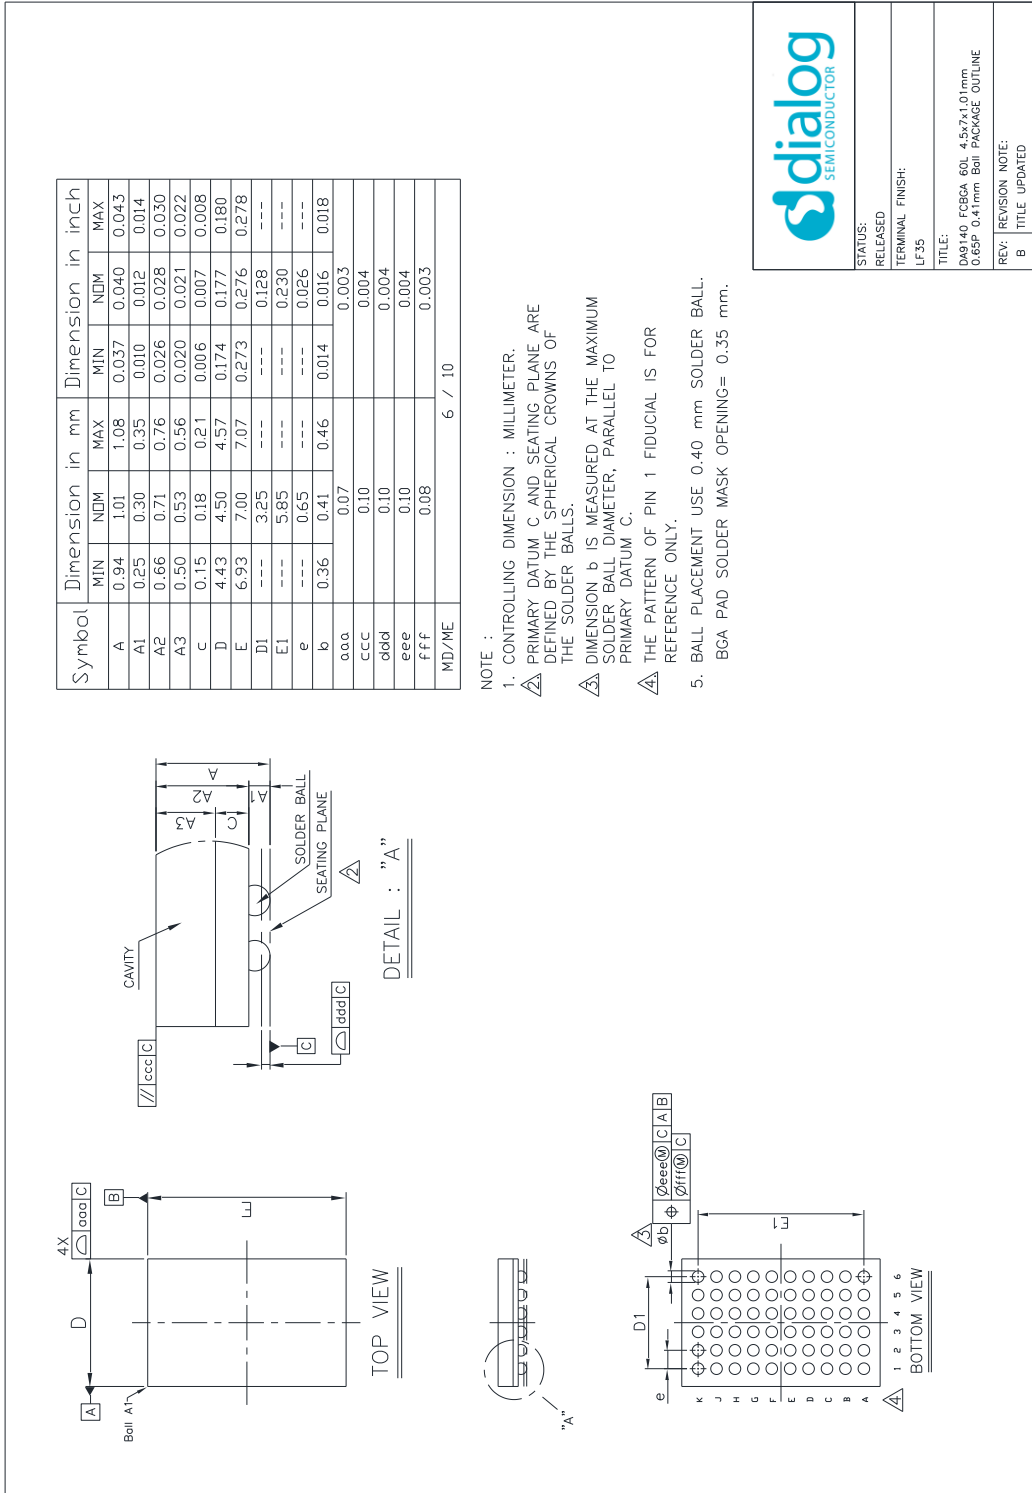 4X
aaa C
D
A
Ball A1
B
E
TOP VIEW
// ccc C
CAVITY
A3
C
A2
A1
A
SOLDER BALL
SEATING PLANE
2
C
ddd C
DETAIL : "A"
"A"
3
Øb
Øeee Ⓜ C A B
Øfff Ⓜ C
D1
e
E1
K
J
H
G
F
E
D
C
B
A
1 2 3 4 5 6
4
BOTTOM VIEW
Symbol Dimension in mm Dimension in inch
MIN NOM MAX MIN NOM MAX
A 0.94 1.01 1.08 0.037 0.040 0.043
A1 0.25 0.30 0.35 0.010 0.012 0.014
A2 0.66 0.71 0.76 0.026 0.028 0.030
A3 0.50 0.53 0.56 0.020 0.021 0.022
c 0.15 0.18 0.21 0.006 0.007 0.008
D 4.43 4.50 4.57 0.174 0.177 0.180
E 6.93 7.00 7.07 0.273 0.276 0.278
D1 --- 3.25 --- --- 0.128 ---
E1 --- 5.85 --- --- 0.230 ---
e --- 0.65 --- --- 0.026 ---
b 0.36 0.41 0.46 0.014 0.016 0.018
aaa 0.07 0.003
ccc 0.10 0.004
ddd 0.10 0.004
eee 0.10 0.004
fff 0.08 0.003
MD/ME 6 / 10
NOTE :
1. CONTROLLING DIMENSION : MILLIMETER.
2. PRIMARY DATUM C AND SEATING PLANE ARE
DEFINED BY THE SPHERICAL CROWNS OF
THE SOLDER BALLS.
3. DIMENSION b IS MEASURED AT THE MAXIMUM
SOLDER BALL DIAMETER, PARALLEL TO
PRIMARY DATUM C.
4. THE PATTERN OF PIN 1 FIDUCIAL IS FOR
REFERENCE ONLY.
5. BALL PLACEMENT USE 0.40 mm SOLDER BALL.
BGA PAD SOLDER MASK OPENING= 0.35 mm.
dialog
SEMICONDUCTOR
STATUS:
RELEASED
TERMINAL FINISH:
LF35
TITLE:
DA9140 FCBGA 60L 4.5x7x1.01mm
0.65P 0.41mm Ball PACKAGE OUTLINE
REV: REVISION NOTE:
B TITLE UPDATED